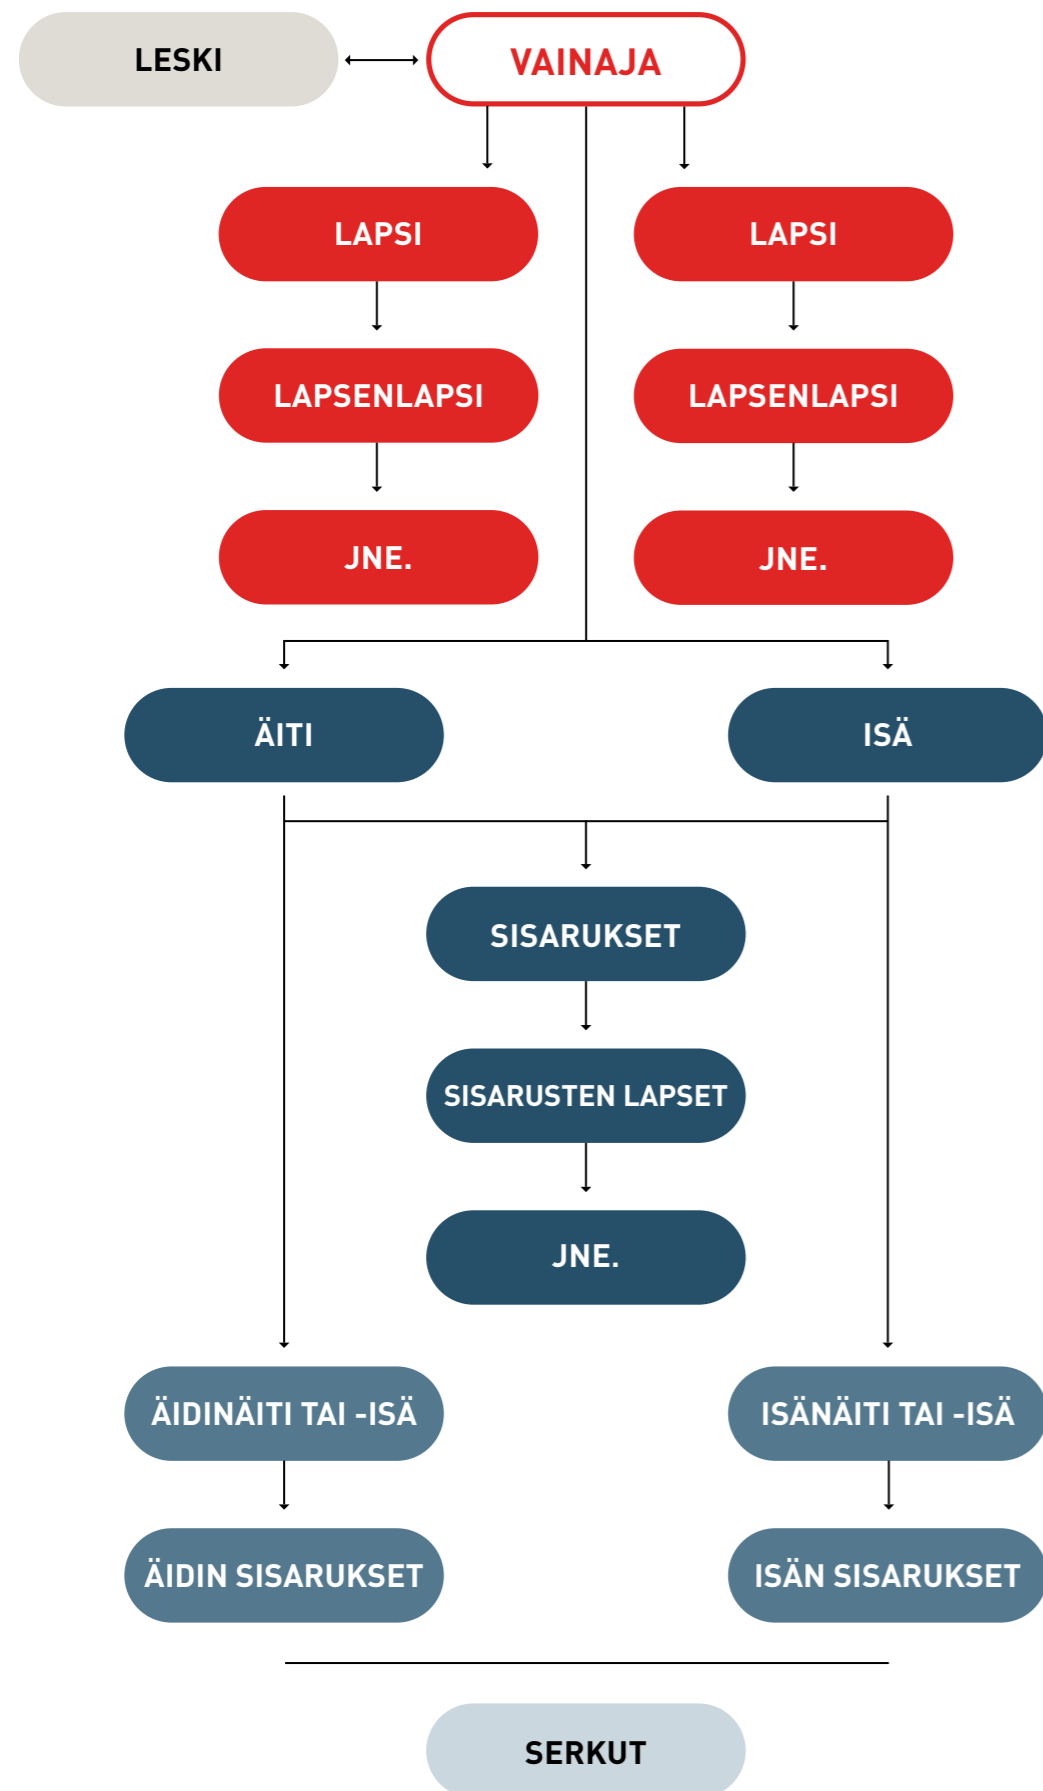 LESKI
VAINAJA
LAPSI
LAPSI
LAPSENLAPSI
LAPSENLAPSI
JNE.
JNE.
ÄITI
ISÄ
SISARUKSET
SISARUSTEN LAPSET
JNE.
ÄIDINÄITI TAI -ISÄ
ISÄNÄITI TAI -ISÄ
ÄIDIN SISARUKSET
ISÄN SISARUKSET
SERKUT